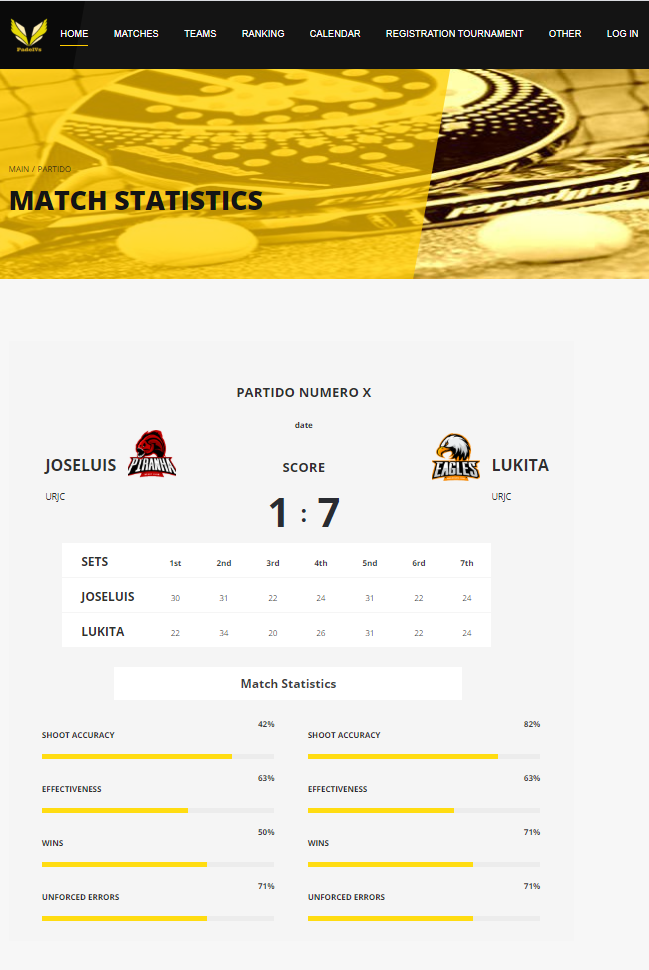 PadelVs
HOME MATCHES TEAMS RANKING CALENDAR REGISTRATION TOURNAMENT OTHER LOG IN
MAIN / PARTIDO
MATCH STATISTICS
PARTIDO NUMERO X
date
JOSELUIS
PIRANHA
URJC
SCORE
1 : 7
EAGLES
LUKITA
URJC
SETS 1st 2nd 3rd 4th 5nd 6rd 7th
JOSELUIS 30 31 22 24 31 22 24
LUKITA 22 34 20 26 31 22 24
Match Statistics
42%
SHOOT ACCURACY
63%
EFFECTIVENESS
50%
WINS
71%
UNFORCED ERRORS
82%
SHOOT ACCURACY
63%
EFFECTIVENESS
71%
WINS
71%
UNFORCED ERRORS